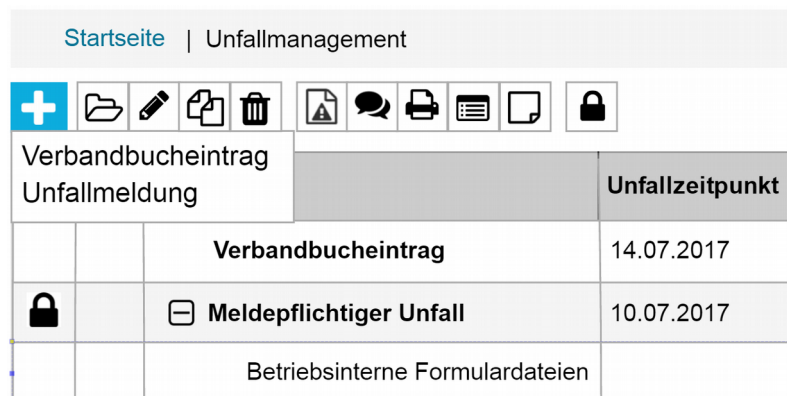 Startseite | Unfallmanagement
Verbandbucheintrag
Unfallmeldung
Unfallzeitpunkt
Verbandbucheintrag 14.07.2017
Meldepflichtiger Unfall 10.07.2017
Betriebsinterne Formulardateien